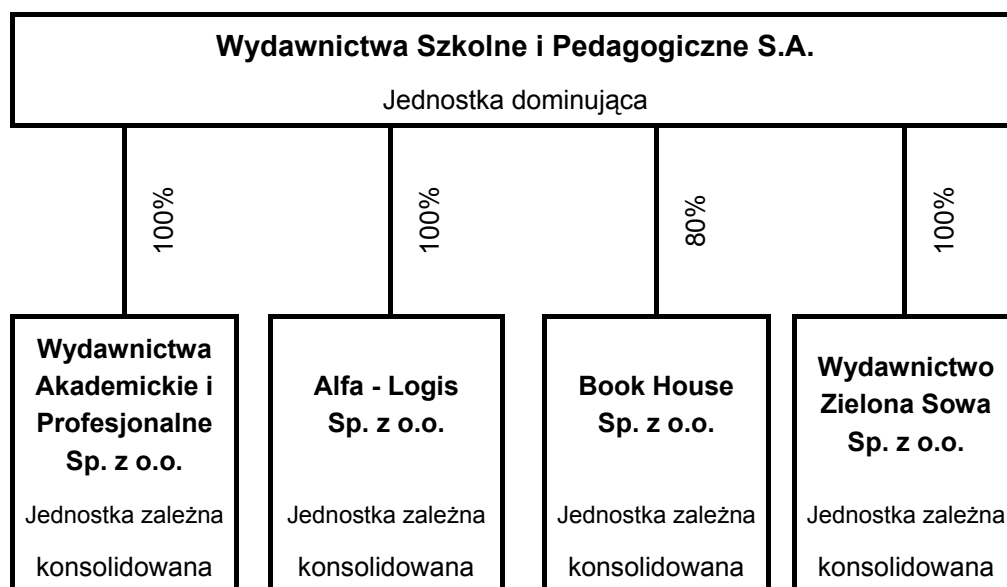 Wydawnictwa Szkolne i Pedagogiczne S.A.
Jednostka dominująca
100%
100%
80%
100%
Wydawnictwa
Akademickie i
Profesjonalne
Sp. z o.o.
Jednostka zależna
konsolidowana
Alfa - Logis
Sp. z o.o.
Jednostka zależna
konsolidowana
Book House
Sp. z o.o.
Jednostka zależna
konsolidowana
Wydawnictwo
Zielona Sowa
Sp. z o.o.
Jednostka zależna
konsolidowana